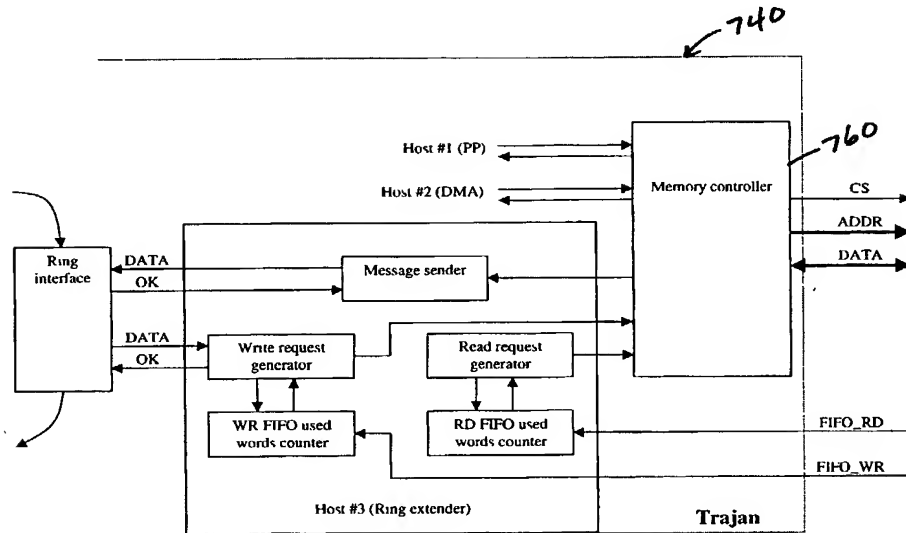 740
760
Host #1 (PP)
Host #2 (DMA)
Memory controller
CS
ADDR
DATA
Ring
interface
DATA
OK
Message sender
DATA
OK
Write request
generator
Read request
generator
WR FIFO used
words counter
RD FIFO used
words counter
FIFO_RD
FIFO_WR
Host #3 (Ring extender)
Trajan